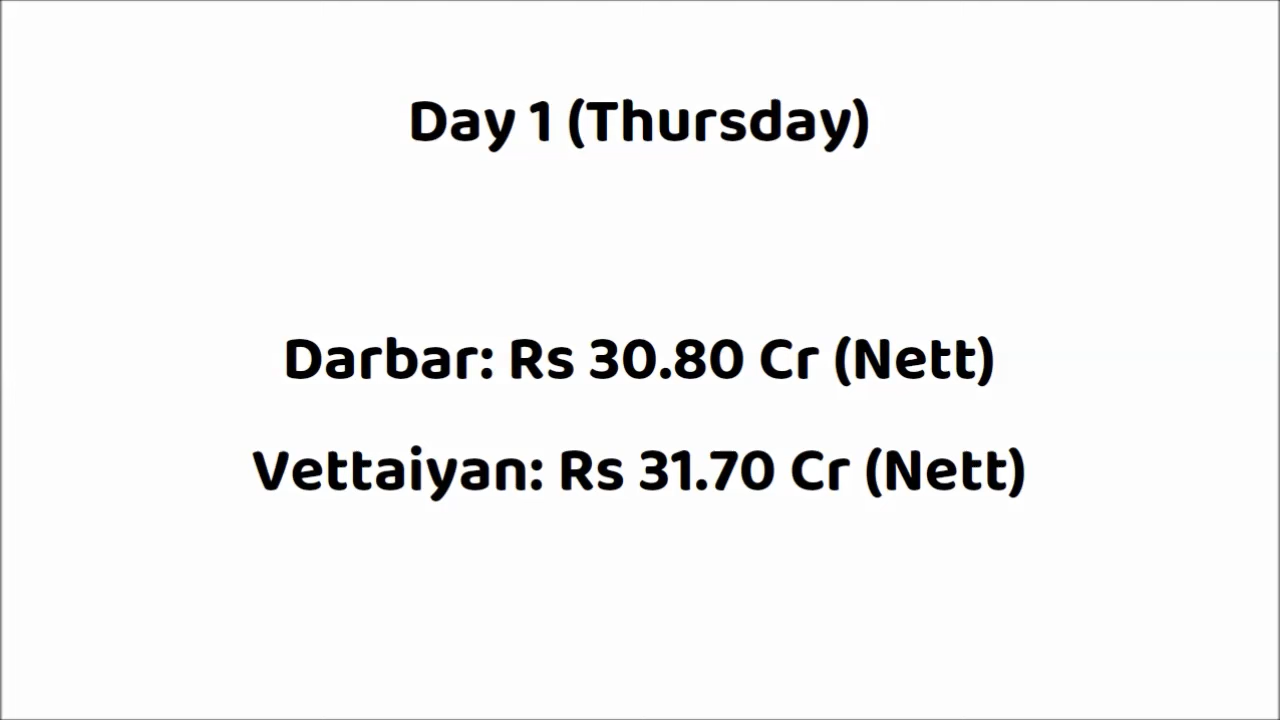 Day 1 (Thursday)
Darbar: Rs 30.80 Cr (Nett)
Vettaiyan: Rs 31.70 Cr (Nett)